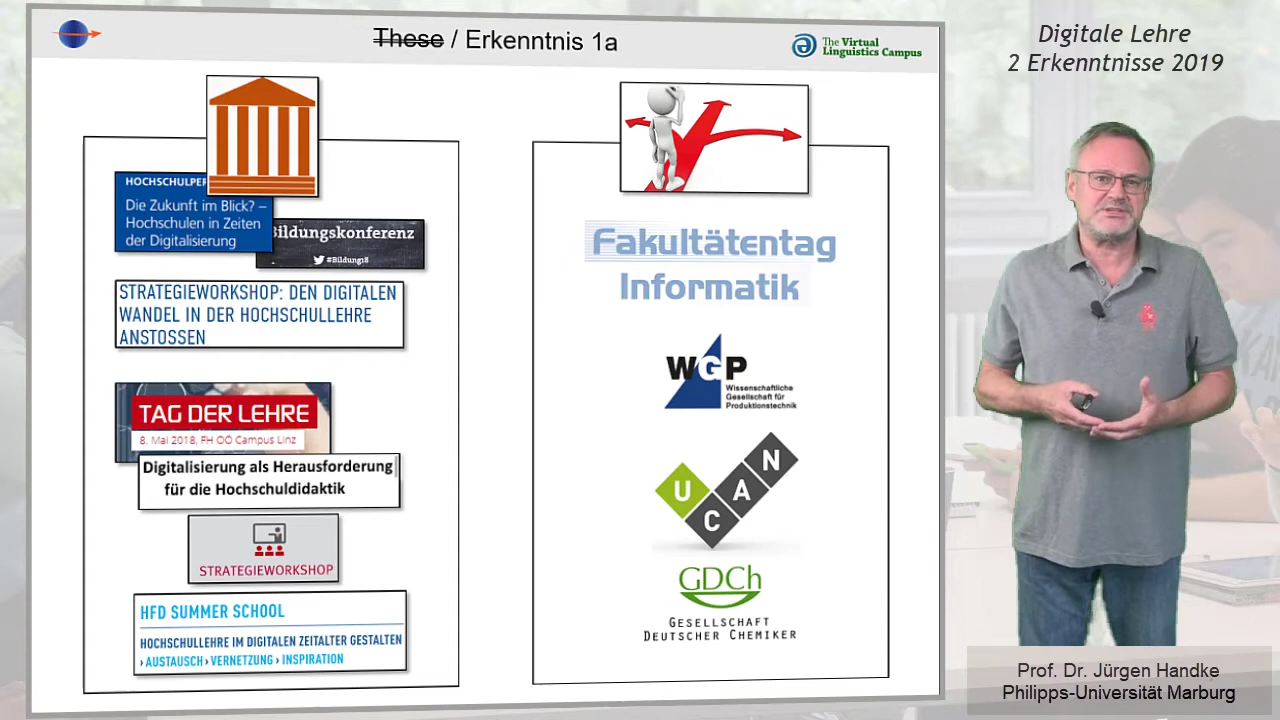 These / Erkenntnis 1a
The Virtual
Linguistics Campus
Digitale Lehre
2 Erkenntnisse 2019
HOCHSCHULPER
Die Zukunft im Blick? –
Hochschulen in Zeiten
der Digitalisierung
Bildungskonferenz
#Bildung18
STRATEGIEWORKSHOP: DEN DIGITALEN
WANDEL IN DER HOCHSCHULLEHRE
ANSTOSSEN
TAG DER LEHRE
8. Mai 2018, FH OÖ Campus Linz
Digitalisierung als Herausforderung
für die Hochschuldidaktik
STRATEGIEWORKSHOP
HFD SUMMER SCHOOL
HOCHSCHULLEHRE IM DIGITALEN ZEITALTER GESTALTEN
› AUSTAUSCH › VERNETZUNG › INSPIRATION
Fakultätentag
Informatik
WGP
Wissenschaftliche
Gesellschaft für
Produktionstechnik
UCAN
GDCh
GESELLSCHAFT
DEUTSCHER CHEMIKER
Prof. Dr. Jürgen Handke
Philipps-Universität Marburg